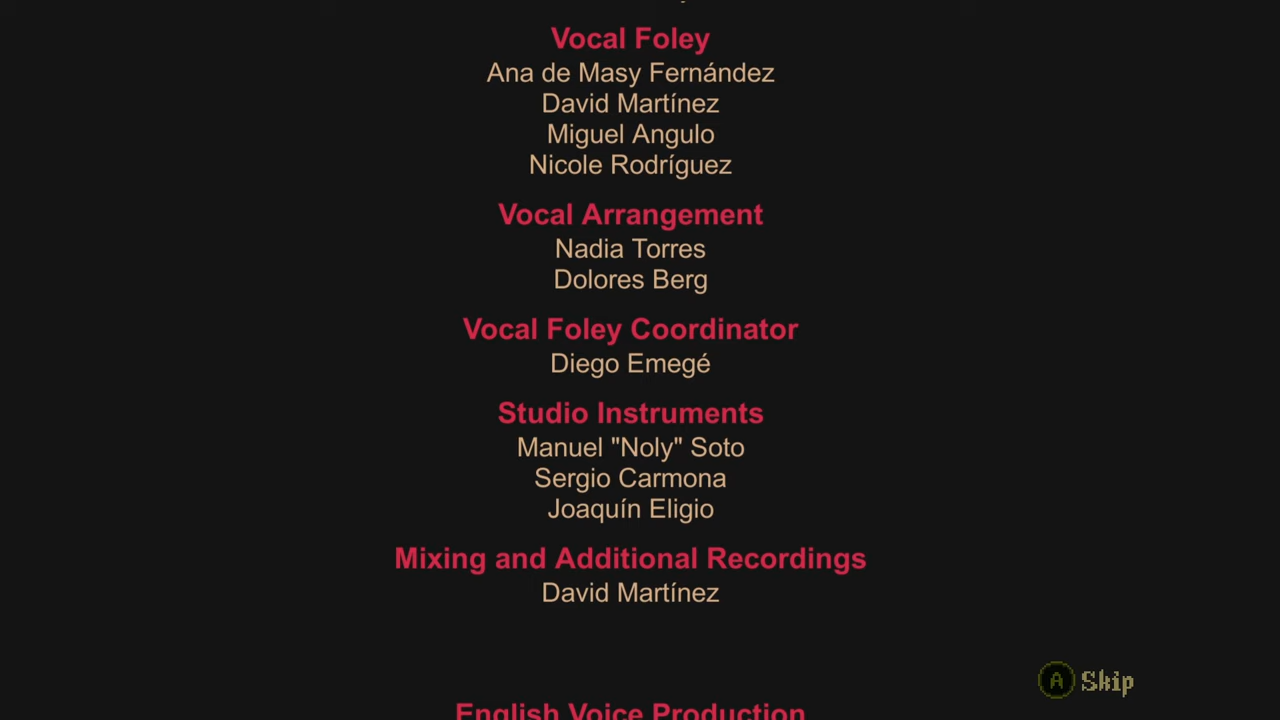 Vocal Foley
Ana de Masy Fernández
David Martínez
Miguel Angulo
Nicole Rodríguez
Vocal Arrangement
Nadia Torres
Dolores Berg
Vocal Foley Coordinator
Diego Emegé
Studio Instruments
Manuel "Noly" Soto
Sergio Carmona
Joaquín Eligio
Mixing and Additional Recordings
David Martínez
A Skip
English Voice Production